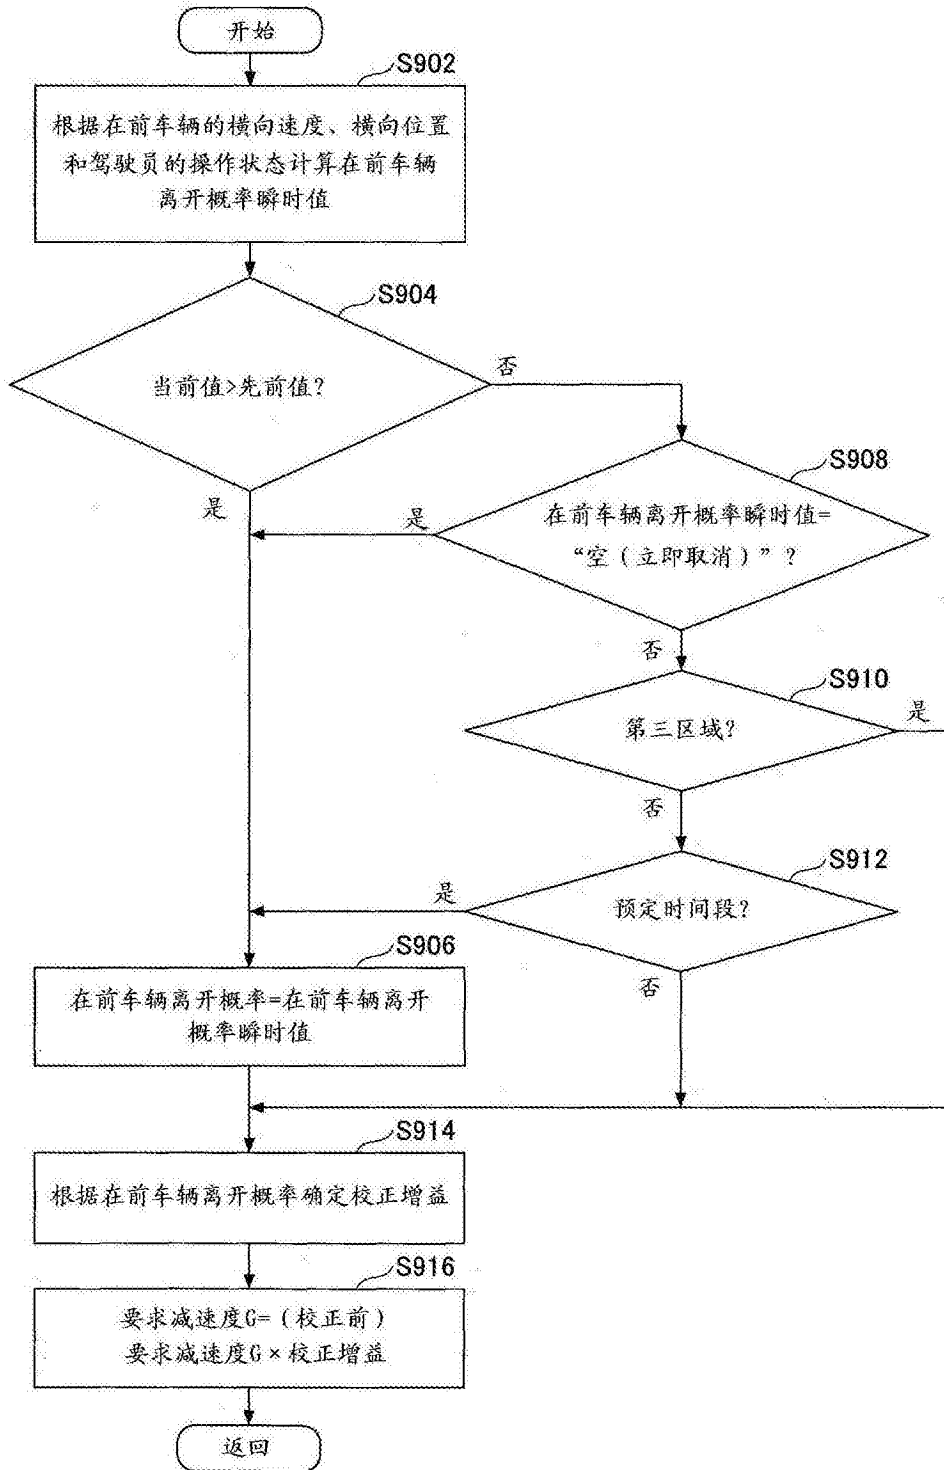 开始
S902
根据在前车辆的横向速度、横向位置
和驾驶员的操作状态计算在前车辆
离开概率瞬时值
S904
当前值>先前值?
否
是
S908
在前车辆离开概率瞬时值=
“空（立即取消）”?
是
否
S910
第三区域?
是
否
S912
预定时间段?
是
否
S906
在前车辆离开概率=在前车辆离开
概率瞬时值
S914
根据在前车辆离开概率确定校正增益
S916
要求减速度G=(校正前)
要求减速度G×校正增益
返回